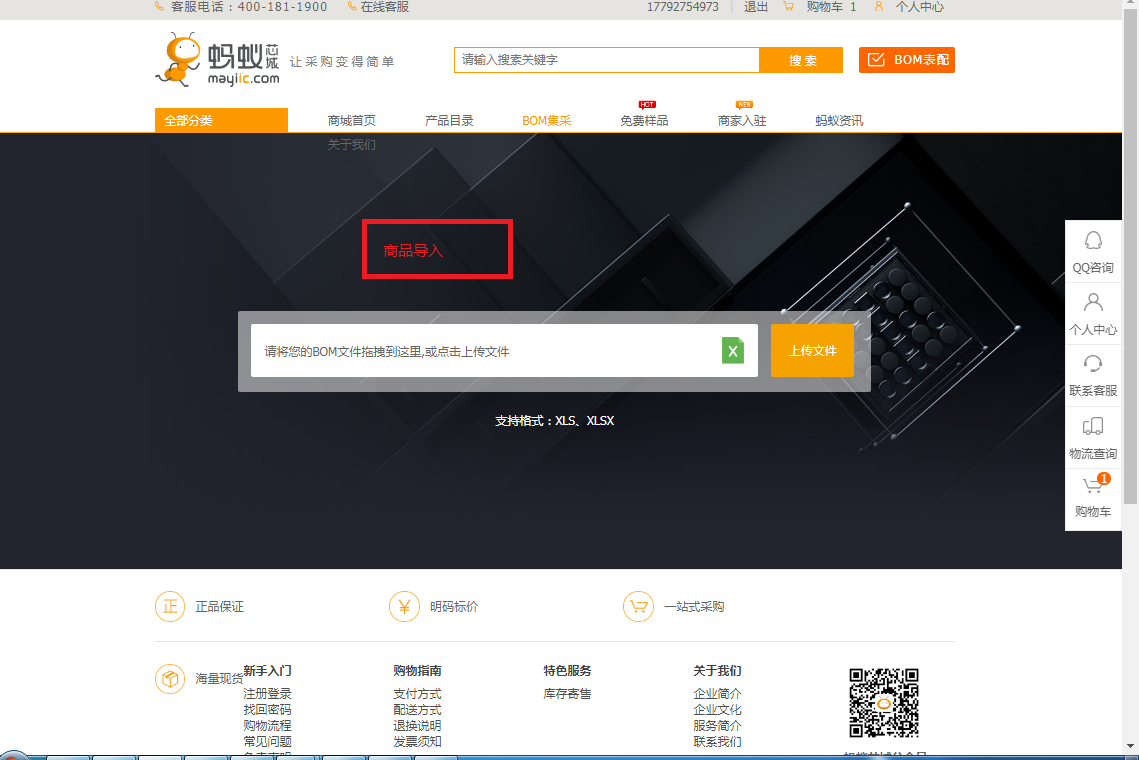 客服电话：400-181-1900 在线客服 17792754973 | 退出 购物车 1 个人中心
蚂蚁芯城
mayiic.com
让采购变得简单
请输入搜索关键字 搜 索 BOM表配
HOT NEW
全部分类 商城首页 产品目录 BOM集采 免费样品 商家入驻 蚂蚁资讯
关于我们
商品导入
请将您的BOM文件拖拽到这里,或点击上传文件 X 上传文件
支持格式：XLS、XLSX
QQ咨询
个人中心
联系客服
物流查询
1
购物车
正 正品保证 ¥ 明码标价 一站式采购
海量现货
新手入门
注册登录
找回密码
购物流程
常见问题
购物指南
支付方式
配送方式
退换说明
发票须知
特色服务
库存寄售
关于我们
企业简介
企业文化
服务简介
联系我们